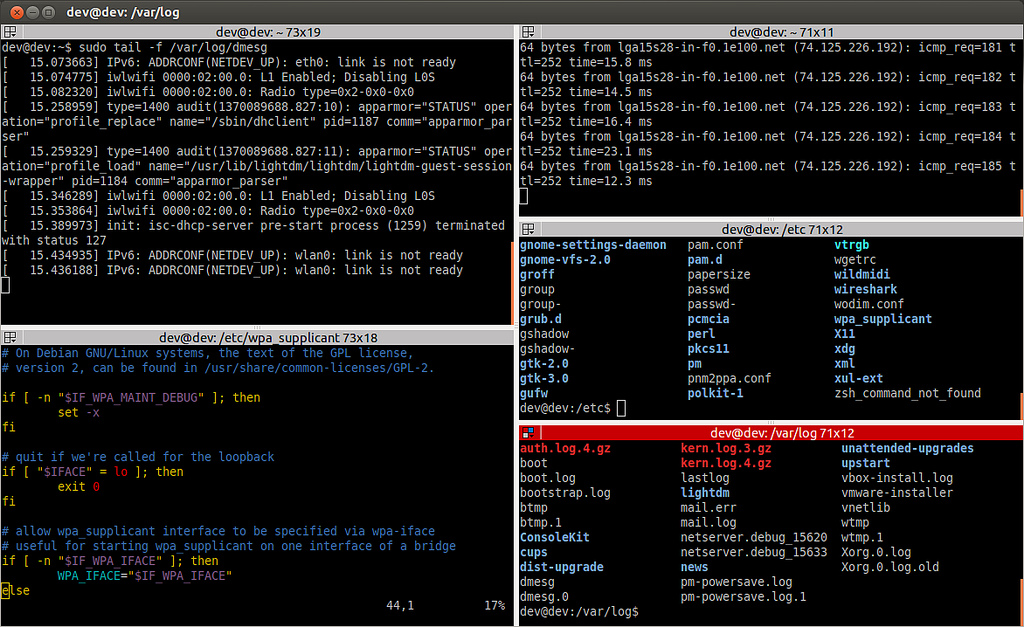 dev@dev: /var/log
dev@dev: ~ 73x19
dev@dev:~$ sudo tail -f /var/log/dmesg
[   15.073663] IPv6: ADDRCONF(NETDEV_UP): eth0: link is not ready
[   15.074775] iwlwifi 0000:02:00.0: L1 Enabled; Disabling L0S
[   15.082320] iwlwifi 0000:02:00.0: Radio type=0x2-0x0-0x0
[   15.258959] type=1400 audit(1370089688.827:10): apparmor="STATUS" oper
ation="profile_replace" name="/sbin/dhclient" pid=1187 comm="apparmor_par
ser"
[   15.259329] type=1400 audit(1370089688.827:11): apparmor="STATUS" oper
ation="profile_load" name="/usr/lib/lightdm/lightdm/lightdm-guest-session
-wrapper" pid=1184 comm="apparmor_parser"
[   15.346289] iwlwifi 0000:02:00.0: L1 Enabled; Disabling L0S
[   15.353864] iwlwifi 0000:02:00.0: Radio type=0x2-0x0-0x0
[   15.389973] init: isc-dhcp-server pre-start process (1259) terminated
with status 127
[   15.434935] IPv6: ADDRCONF(NETDEV_UP): wlan0: link is not ready
[   15.436188] IPv6: ADDRCONF(NETDEV_UP): wlan0: link is not ready
dev@dev: /etc/wpa_supplicant 73x18
# On Debian GNU/Linux systems, the text of the GPL license,
# version 2, can be found in /usr/share/common-licenses/GPL-2.
if [ -n "$IF_WPA_MAINT_DEBUG" ]; then
        set -x
fi
# quit if we're called for the loopback
if [ "$IFACE" = lo ]; then
        exit 0
fi
# allow wpa_supplicant interface to be specified via wpa-iface
# useful for starting wpa_supplicant on one interface of a bridge
if [ -n "$IF_WPA_IFACE" ]; then
        WPA_IFACE="$IF_WPA_IFACE"
else
44,1          17%
dev@dev: ~ 71x11
64 bytes from lga15s28-in-f0.1e100.net (74.125.226.192): icmp_req=181 t
tl=252 time=15.8 ms
64 bytes from lga15s28-in-f0.1e100.net (74.125.226.192): icmp_req=182 t
tl=252 time=14.5 ms
64 bytes from lga15s28-in-f0.1e100.net (74.125.226.192): icmp_req=183 t
tl=252 time=16.4 ms
64 bytes from lga15s28-in-f0.1e100.net (74.125.226.192): icmp_req=184 t
tl=252 time=23.1 ms
64 bytes from lga15s28-in-f0.1e100.net (74.125.226.192): icmp_req=185 t
tl=252 time=12.3 ms
dev@dev: /etc 71x12
gnome-settings-daemon   pam.conf            vtrgb
gnome-vfs-2.0           pam.d               wgetrc
groff                   papersize           wildmidi
group                   passwd              wireshark
group-                  passwd-             wodim.conf
grub.d                  pcmcia              wpa_supplicant
gshadow                 perl                X11
gshadow-                pkcs11              xdg
gtk-2.0                 pm                  xml
gtk-3.0                 pnm2ppa.conf        xul-ext
gufw                    polkit-1            zsh_command_not_found
dev@dev:/etc$
dev@dev: /var/log 71x12
auth.log.4.gz          kern.log.3.gz          unattended-upgrades
boot                   kern.log.4.gz          upstart
boot.log               lastlog                vbox-install.log
bootstrap.log          lightdm                vmware-installer
btmp                   mail.err               vnetlib
btmp.1                 mail.log               wtmp
ConsoleKit             netserver.debug_15620  wtmp.1
cups                   netserver.debug_15633  Xorg.0.log
dist-upgrade           news                   Xorg.0.log.old
dmesg                  pm-powersave.log
dmesg.0                pm-powersave.log.1
dev@dev:/var/log$